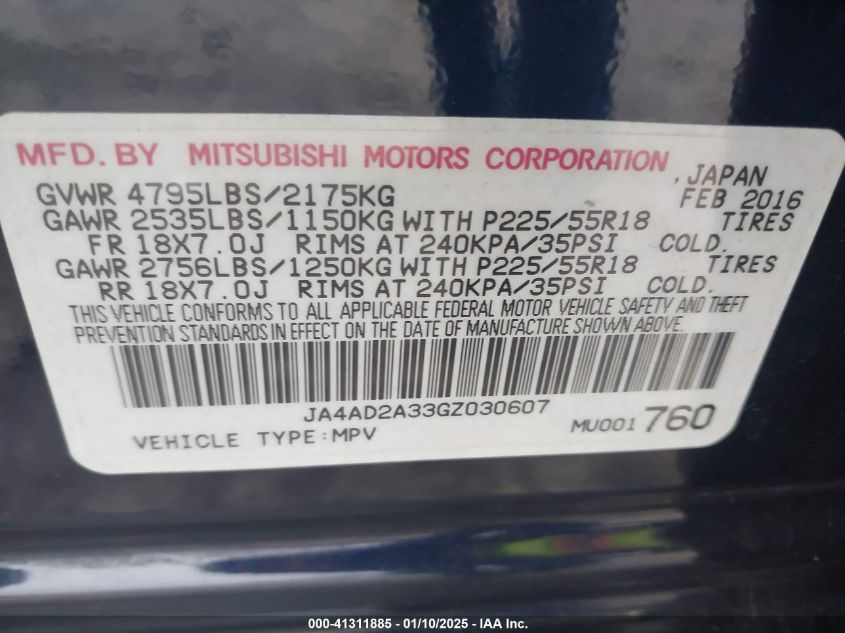 MFD. BY MITSUBISHI MOTORS CORPORATION , JAPAN
GVWR 4795LBS/2175KG FEB 2016
GAWR 2535LBS/1150KG WITH P225/55R18 TIRES
FR 18X7.0J RIMS AT 240KPA/35PSI COLD.
GAWR 2756LBS/1250KG WITH P225/55R18 TIRES
RR 18X7.0J RIMS AT 240KPA/35PSI COLD.
THIS VEHICLE CONFORMS TO ALL APPLICABLE FEDERAL MOTOR VEHICLE SAFETY AND THEFT
PREVENTION STANDARDS IN EFFECT ON THE DATE OF MANUFACTURE SHOWN ABOVE.
JA4AD2A33GZ030607
VEHICLE TYPE:MPV MU001 760
000-41311885 - 01/10/2025 - IAA Inc.